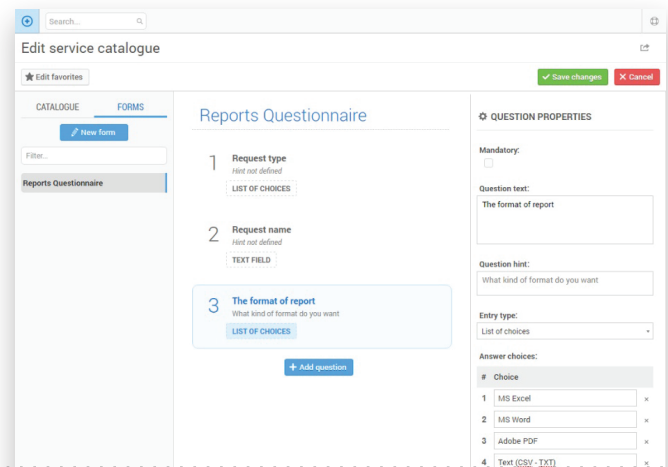 Search...
Edit service catalogue
Edit favorites
Save changes
Cancel
CATALOGUE FORMS
New form
Filter...
Reports Questionnaire
Reports Questionnaire
1 Request type
Hint not defined
LIST OF CHOICES
2 Request name
Hint not defined
TEXT FIELD
3 The format of report
What kind of format do you want
LIST OF CHOICES
+ Add question
QUESTION PROPERTIES
Mandatory:
Question text:
The format of report
Question hint:
What kind of format do you want
Entry type:
List of choices
Answer choices:
# Choice
1 MS Excel ×
2 MS Word ×
3 Adobe PDF ×
4 Text (CSV - TXT) ×